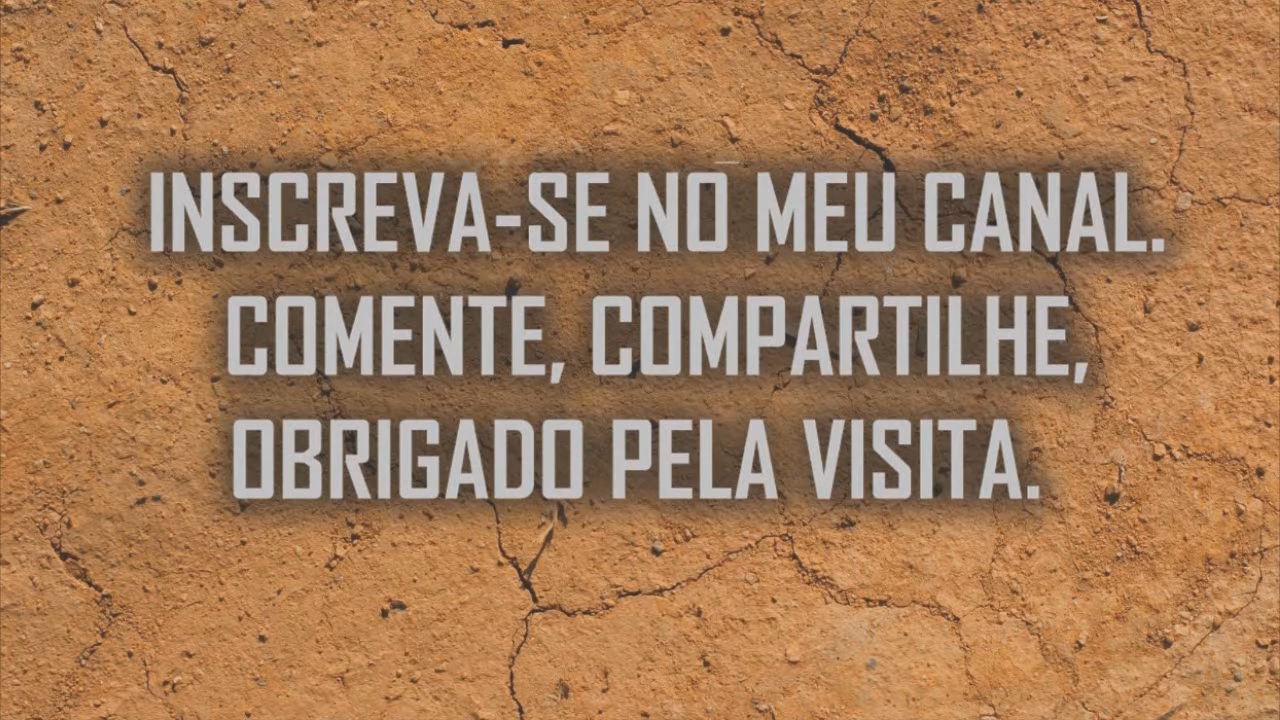 INSCREVA-SE NO MEU CANAL.
COMENTE, COMPARTILHE,
OBRIGADO PELA VISITA.